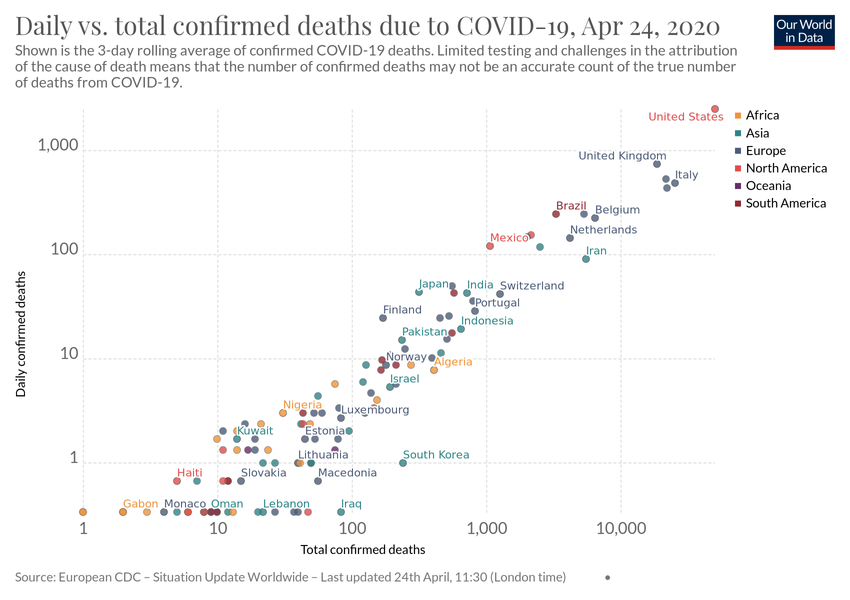 Daily vs. total confirmed deaths due to COVID-19, Apr 24, 2020
Shown is the 3-day rolling average of confirmed COVID-19 deaths. Limited testing and challenges in the attribution
of the cause of death means that the number of confirmed deaths may not be an accurate count of the true number
of deaths from COVID-19.
Our World
in Data
United States
Africa
Asia
Europe
North America
Oceania
South America
1,000
United Kingdom
Italy
Brazil
Belgium
Netherlands
Mexico
100
Iran
Japan
India
Switzerland
Portugal
Finland
Indonesia
Pakistan
10
Norway
Algeria
Israel
Nigeria
Luxembourg
Kuwait
Estonia
1
Lithuania
South Korea
Haiti
Slovakia
Macedonia
Gabon
Monaco
Oman
Lebanon
Iraq
1
10
100
1,000
10,000
Daily confirmed deaths
Total confirmed deaths
Source: European CDC – Situation Update Worldwide – Last updated 24th April, 11:30 (London time)